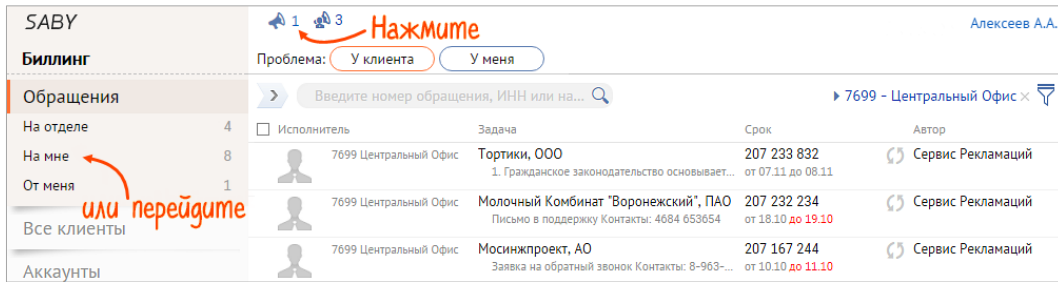 SABY
1 3
Нажмите
Алексеев А.А.
Биллинг
Проблема: У клиента У меня
Обращения
Введите номер обращения, ИНН или на...
7699 - Центральный Офис ×
На отделе 4
Исполнитель Задача Срок Автор
На мне 8
7699 Центральный Офис Тортики, ООО 207 233 832 Сервис Рекламаций
1. Гражданское законодательство основывает... от 07.11 до 08.11
От меня 1
или перейдите
7699 Центральный Офис Молочный Комбинат "Воронежский", ПАО 207 232 234 Сервис Рекламаций
Письмо в поддержку Контакты: 4684 653654 от 18.10 до 19.10
Все клиенты
7699 Центральный Офис Мосинжпроект, АО 207 167 244 Сервис Рекламаций
Заявка на обратный звонок Контакты: 8-963-... от 10.10 до 11.10
Аккаунты